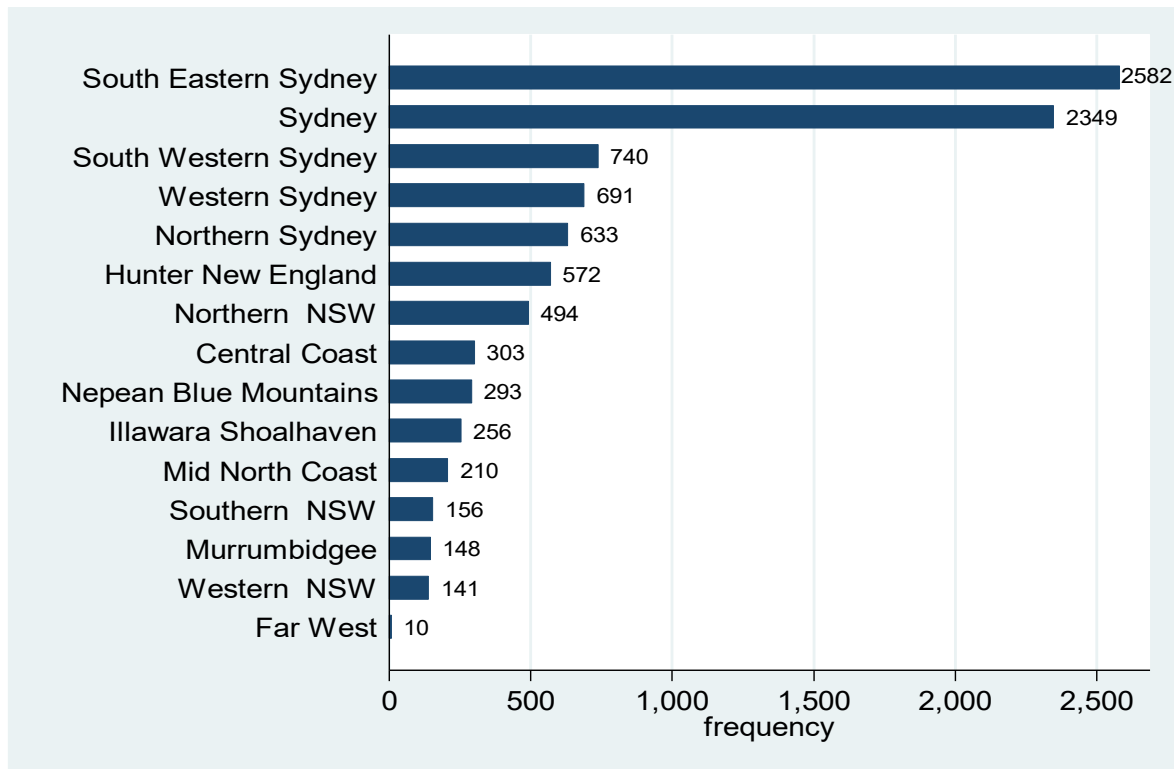 South Eastern Sydney 2582
Sydney 2349
South Western Sydney 740
Western Sydney 691
Northern Sydney 633
Hunter New England 572
Northern  NSW 494
Central Coast 303
Nepean Blue Mountains 293
Illawara Shoalhaven 256
Mid North Coast 210
Southern  NSW 156
Murrumbidgee 148
Western  NSW 141
Far West 10
0 500 1,000 1,500 2,000 2,500
frequency